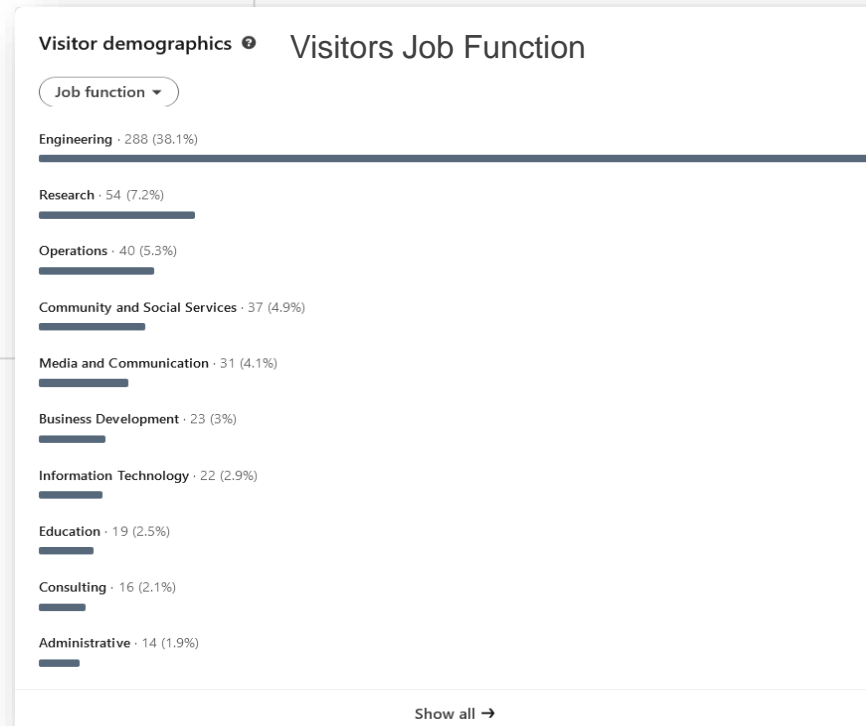 Visitor demographics ? Visitors Job Function
Job function
Engineering · 288 (38.1%)
Research · 54 (7.2%)
Operations · 40 (5.3%)
Community and Social Services · 37 (4.9%)
Media and Communication · 31 (4.1%)
Business Development · 23 (3%)
Information Technology · 22 (2.9%)
Education · 19 (2.5%)
Consulting · 16 (2.1%)
Administrative · 14 (1.9%)
Show all →